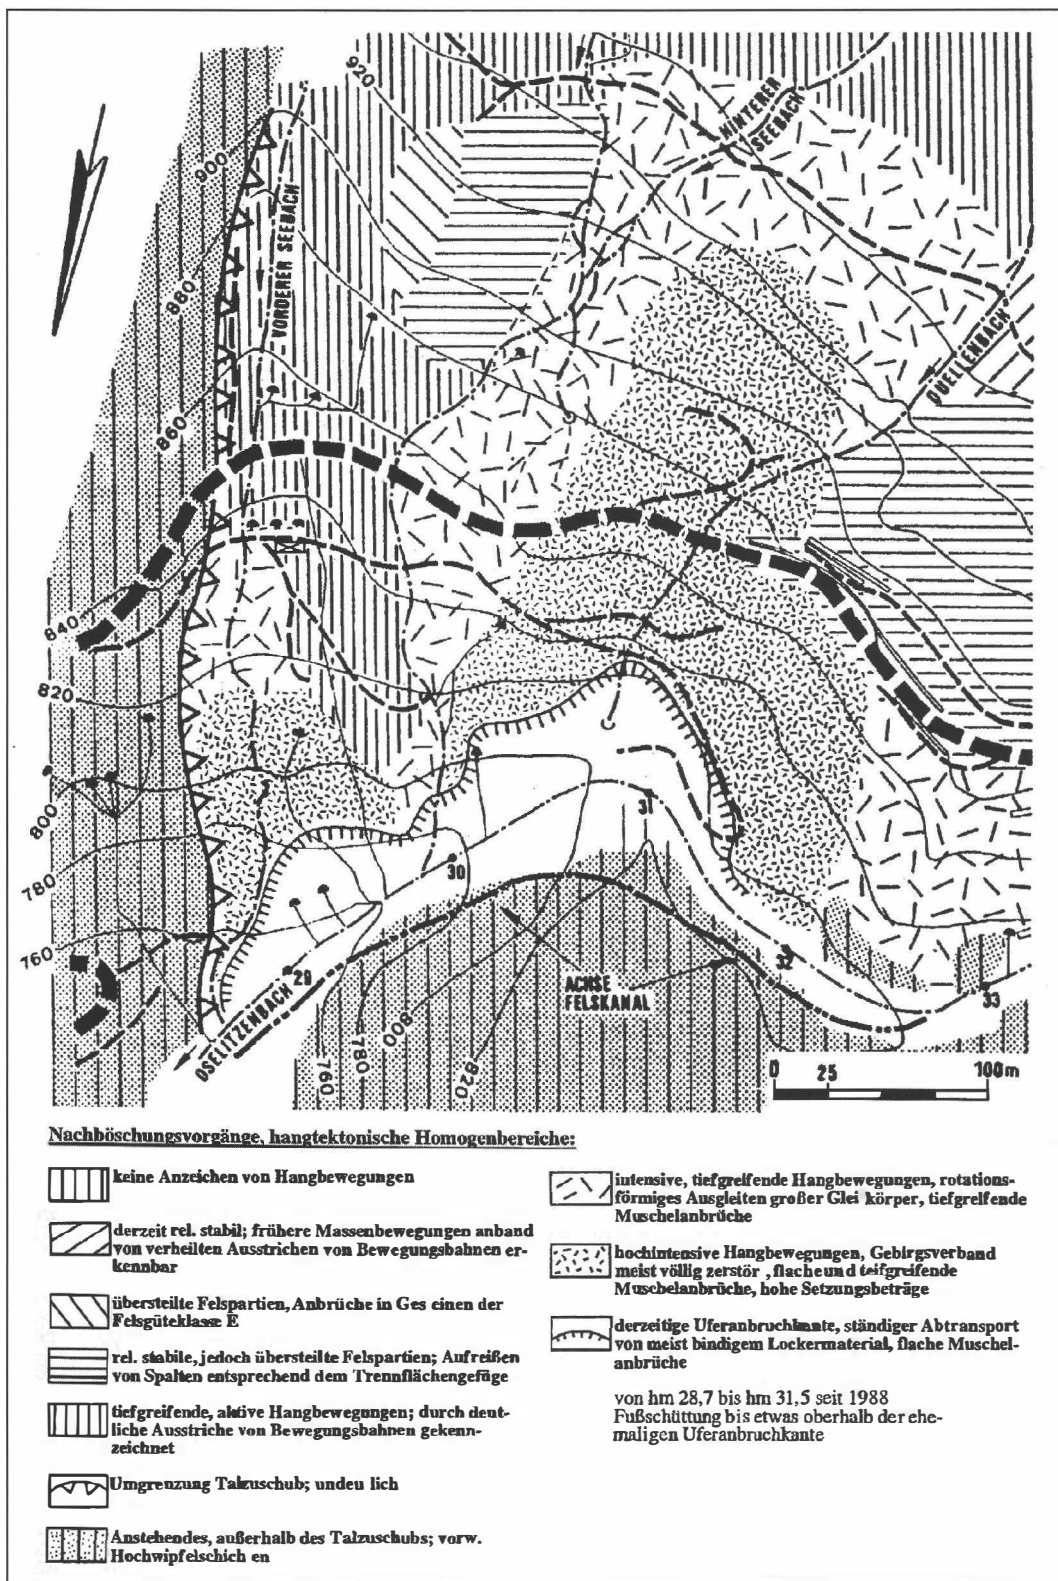 920
HINTERER
SEEBACH
900
VORDERER SEEBACH
880
QUELLENBACH
860
840
820
800
31
780
30
760
29
ACHSE
FELSKANAL
32
33
OSELITZENBACH
800
780
760
820
0 25 100m
Nachböschungsvorgänge, hangtektonische Homogenbereiche:
keine Anzeichen von Hangbewegungen
derzeit rel. stabil; frühere Massenbewegungen anband
von verheilten Ausstrichen von Bewegungsbahnen er-
kennbar
übersteilte Felspartien, Anbrüche in Ges einen der
Felsgüteklasse E
rel. stabile, jedoch übersteilte Felspartien; Aufreißen
von Spalten entsprechend dem Trennflächengefüge
tiefgreifende, aktive Hangbewegungen; durch deut-
liche Ausstriche von Bewegungsbahnen gekenn-
zeichnet
Umgrenzung Talzuschub; undeu lich
Anstehendes, außerhalb des Talzuschubs; vorw.
Hochwipfelschich en
intensive, tiefgreifende Hangbewegungen, rotations-
förmiges Ausgleiten großer Glei körper, tiefgreifende
Muschelanbrüche
hochintensive Hangbewegungen, Gebirgsverband
meist völlig zerstör , flache und teifgreifende
Muschelanbrüche, hohe Setzungsbeträge
derzeitige Uferanbruchkante, ständiger Abtransport
von meist bindigem Lockermaterial, flache Muschel-
anbrüche
von hm 28,7 bis hm 31,5 seit 1988
Fußschüttung bis etwas oberhalb der ehe-
maligen Uferanbruchkante